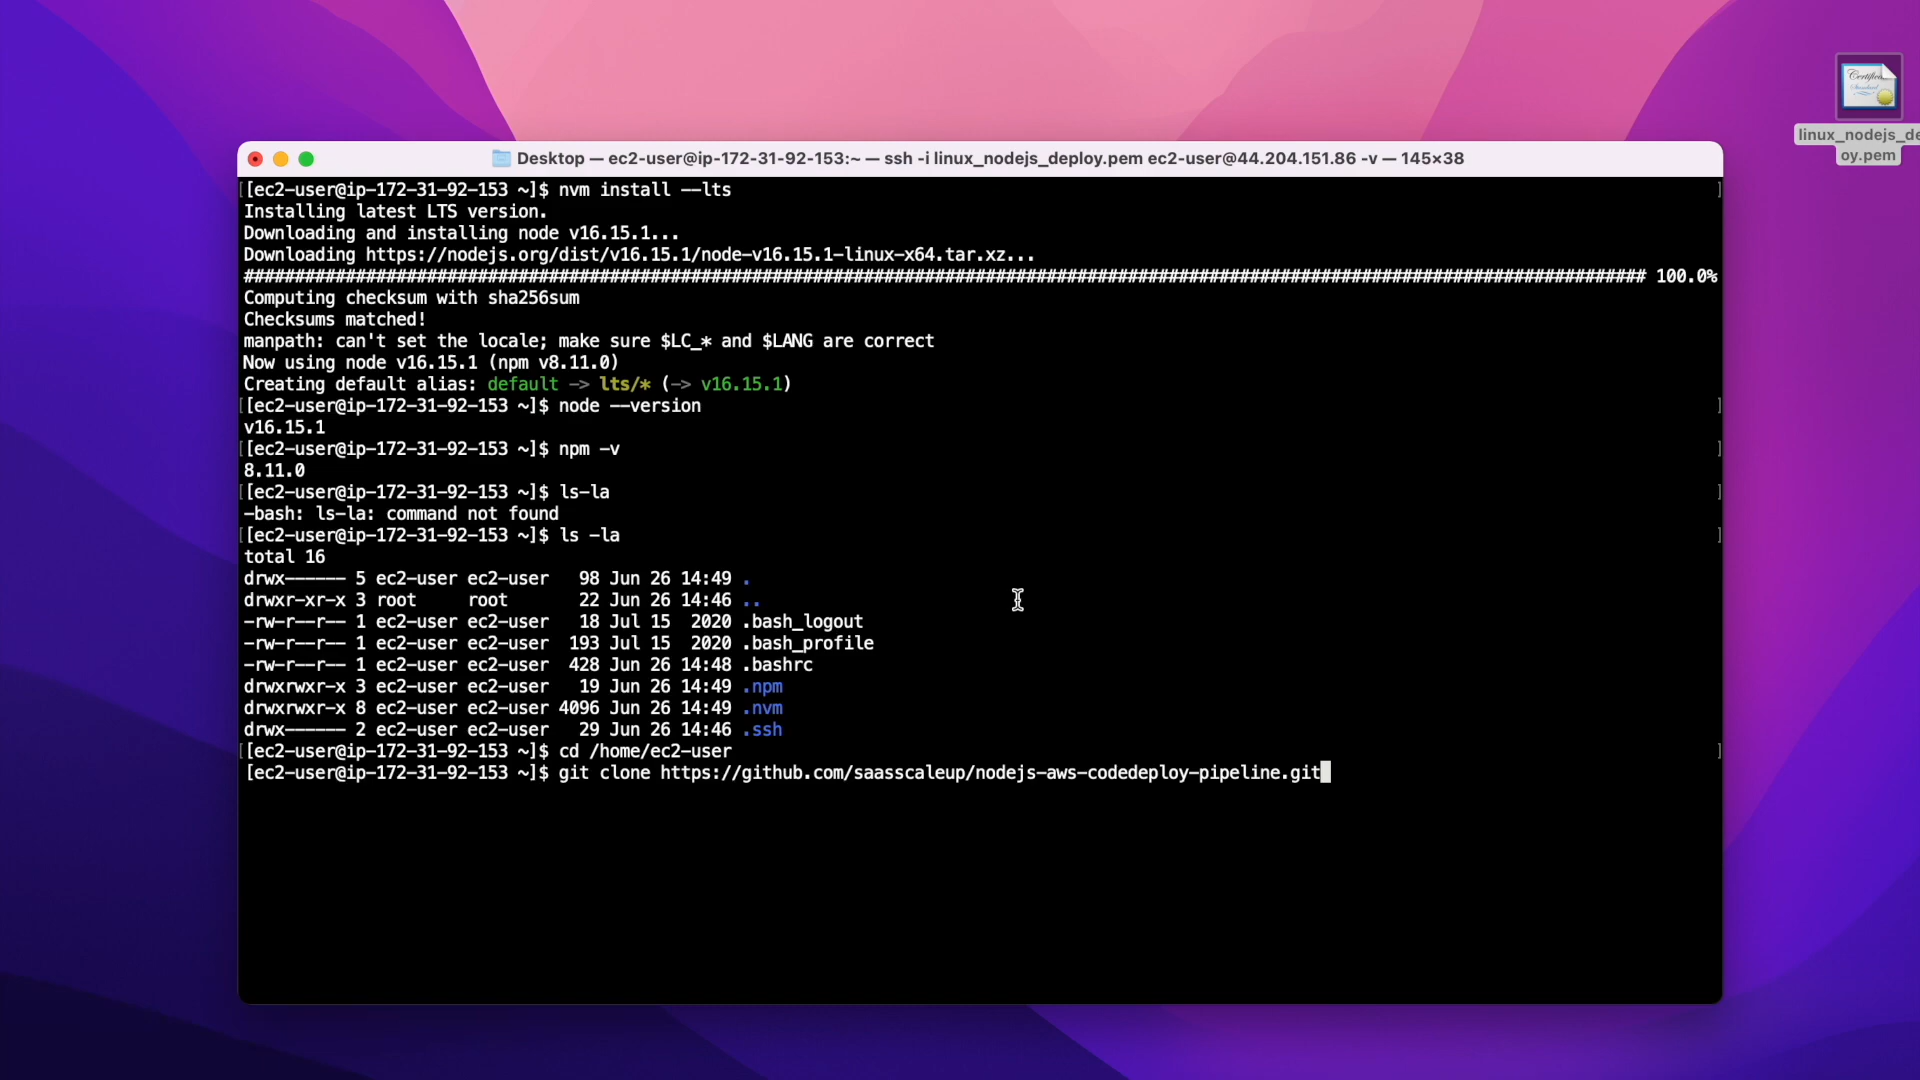 Desktop — ec2-user@ip-172-31-92-153:~ — ssh -i linux_nodejs_deploy.pem ec2-user@44.204.151.86 -v — 145×38
[[ec2-user@ip-172-31-92-153 ~]$ nvm install --lts ]
Installing latest LTS version.
Downloading and installing node v16.15.1...
Downloading https://nodejs.org/dist/v16.15.1/node-v16.15.1-linux-x64.tar.xz...
########################################################################################################################################## 100.0%
Computing checksum with sha256sum
Checksums matched!
manpath: can't set the locale; make sure $LC_* and $LANG are correct
Now using node v16.15.1 (npm v8.11.0)
Creating default alias: default -> lts/* (-> v16.15.1)
[[ec2-user@ip-172-31-92-153 ~]$ node --version ]
v16.15.1
[[ec2-user@ip-172-31-92-153 ~]$ npm -v ]
8.11.0
[[ec2-user@ip-172-31-92-153 ~]$ ls-la ]
-bash: ls-la: command not found
[[ec2-user@ip-172-31-92-153 ~]$ ls -la ]
total 16
drwx------ 5 ec2-user ec2-user   98 Jun 26 14:49 .
drwxr-xr-x 3 root     root       22 Jun 26 14:46 ..
-rw-r--r-- 1 ec2-user ec2-user   18 Jul 15  2020 .bash_logout
-rw-r--r-- 1 ec2-user ec2-user  193 Jul 15  2020 .bash_profile
-rw-r--r-- 1 ec2-user ec2-user  428 Jun 26 14:48 .bashrc
drwxrwxr-x 3 ec2-user ec2-user   19 Jun 26 14:49 .npm
drwxrwxr-x 8 ec2-user ec2-user 4096 Jun 26 14:49 .nvm
drwx------ 2 ec2-user ec2-user   29 Jun 26 14:46 .ssh
[[ec2-user@ip-172-31-92-153 ~]$ cd /home/ec2-user ]
[ec2-user@ip-172-31-92-153 ~]$ git clone https://github.com/saasscaleup/nodejs-aws-codedeploy-pipeline.git
linux_nodejs_de
oy.pem